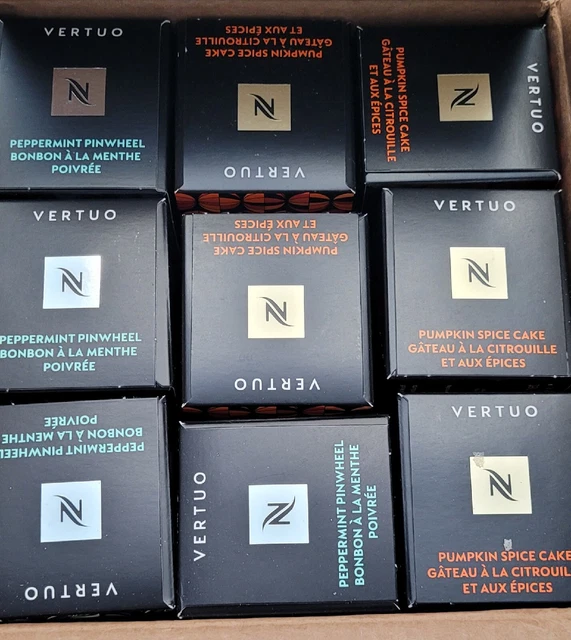 VERTUO
PEPPERMINT PINWHEEL
BONBON À LA MENTHE
POIVRÉE
PUMPKIN SPICE CAKE
GÂTEAU À LA CITROUILLE
ET AUX ÉPICES
VERTUO
PUMPKIN SPICE CAKE
GÂTEAU À LA CITROUILLE
ET AUX ÉPICES
VERTUO
VERTUO
PEPPERMINT PINWHEEL
BONBON À LA MENTHE
POIVRÉE
PUMPKIN SPICE CAKE
GÂTEAU À LA CITROUILLE
ET AUX ÉPICES
VERTUO
VERTUO
PUMPKIN SPICE CAKE
GÂTEAU À LA CITROUILLE
ET AUX ÉPICES
PEPPERMINT PINWHEEL
BONBON À LA MENTHE
POIVRÉE
VERTUO
VERTUO
PEPPERMINT PINWHEEL
BONBON À LA MENTHE
POIVRÉE
VERTUO
PUMPKIN SPICE CAKE
GÂTEAU À LA CITROUIL
ET AUX ÉPICES